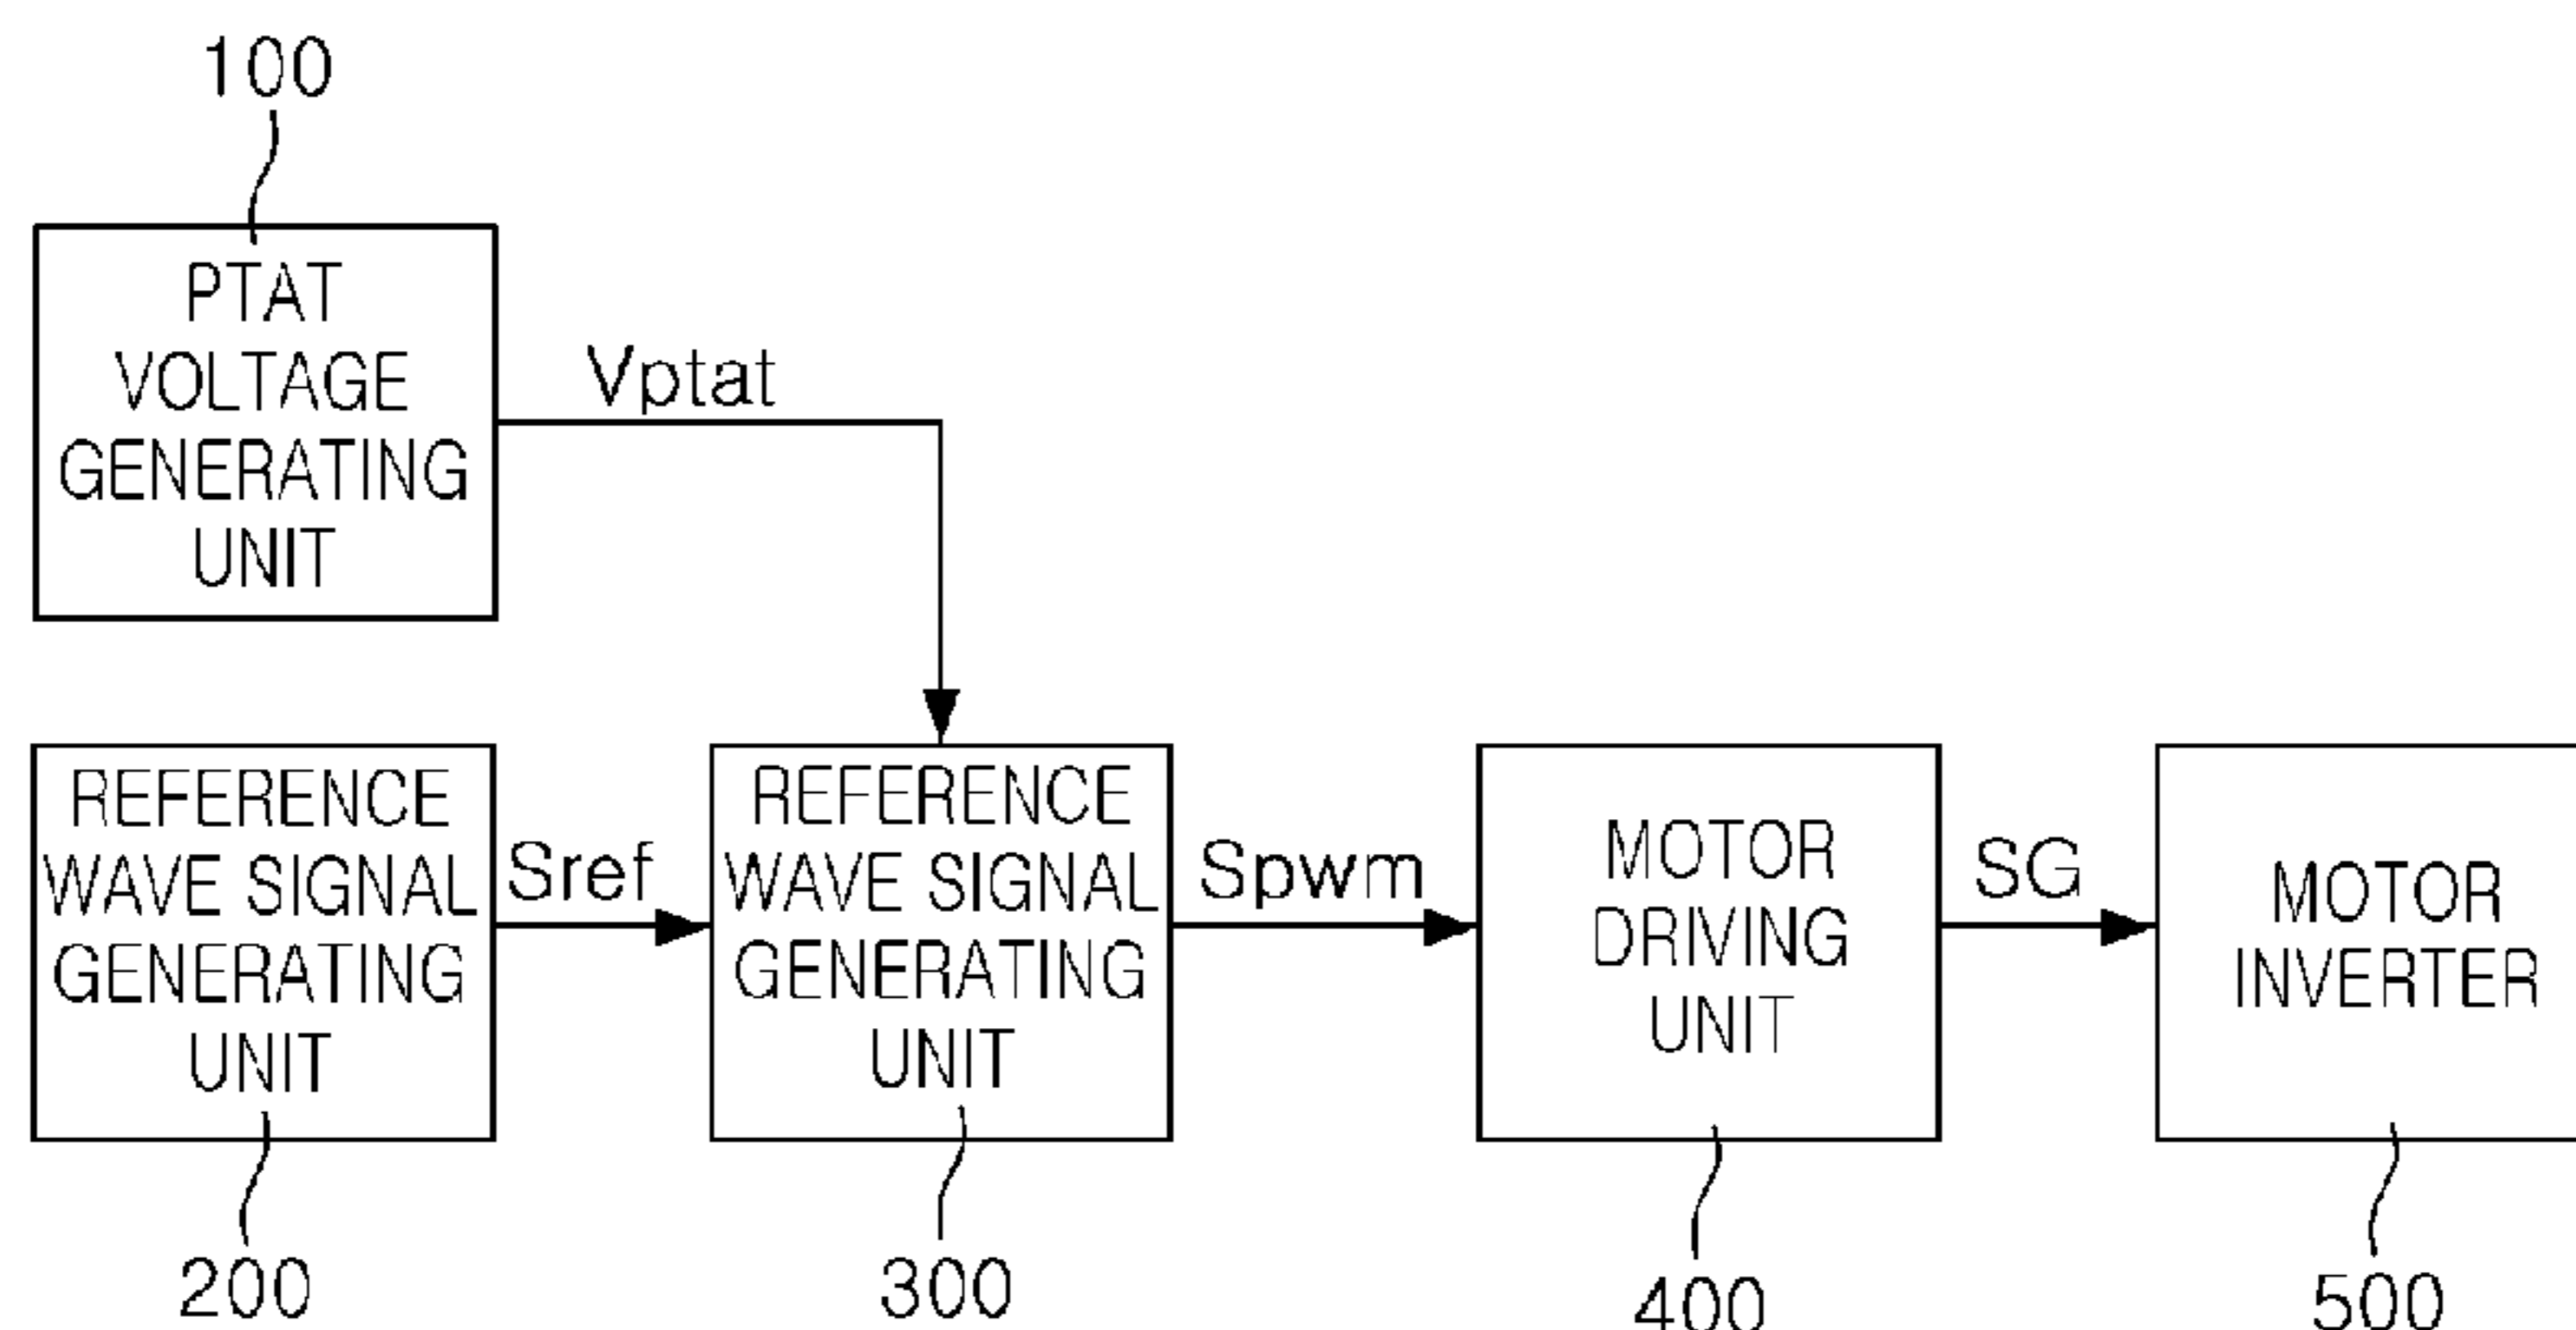 100
PTAT
VOLTAGE
GENERATING
UNIT
Vptat
REFERENCE
WAVE SIGNAL
GENERATING
UNIT
200
Sref
REFERENCE
WAVE SIGNAL
GENERATING
UNIT
300
Spwm
MOTOR
DRIVING
UNIT
400
SG
MOTOR
INVERTER
500